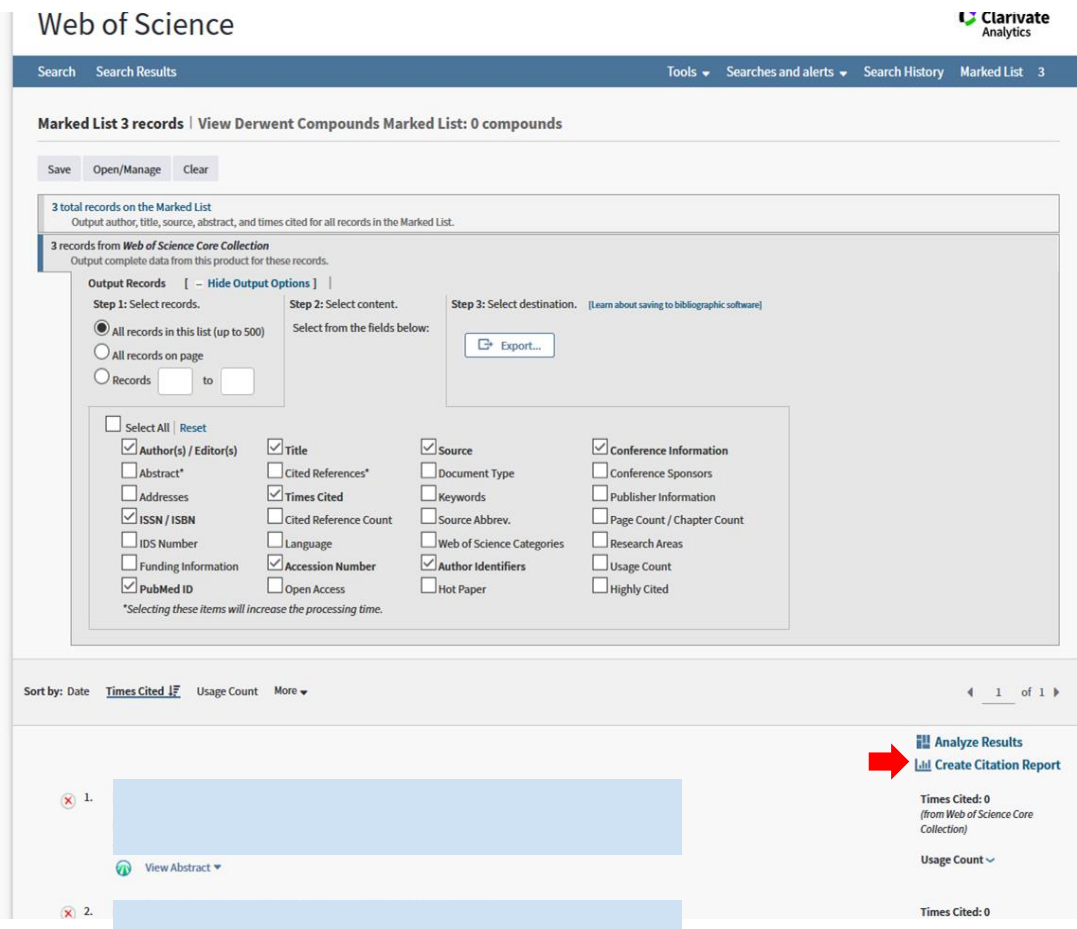 Web of Science
Clarivate
Analytics
Search Search Results Tools Searches and alerts Search History Marked List 3
Marked List 3 records | View Derwent Compounds Marked List: 0 compounds
Save Open/Manage Clear
3 total records on the Marked List
Output author, title, source, abstract, and times cited for all records in the Marked List.
3 records from Web of Science Core Collection
Output complete data from this product for these records.
Output Records [ – Hide Output Options ] |
Step 1: Select records. Step 2: Select content. Step 3: Select destination. [Learn about saving to bibliographic software]
All records in this list (up to 500) Select from the fields below:
Export...
All records on page
Records to
Select All | Reset
Author(s) / Editor(s) Title Source Conference Information
Abstract* Cited References* Document Type Conference Sponsors
Addresses Times Cited Keywords Publisher Information
ISSN / ISBN Cited Reference Count Source Abbrev. Page Count / Chapter Count
IDS Number Language Web of Science Categories Research Areas
Funding Information Accession Number Author Identifiers Usage Count
PubMed ID Open Access Hot Paper Highly Cited
*Selecting these items will increase the processing time.
Sort by: Date Times Cited Usage Count More 1 of 1
Analyze Results
Create Citation Report
1. Times Cited: 0
(from Web of Science Core
Collection)
View Abstract Usage Count
2. Times Cited: 0